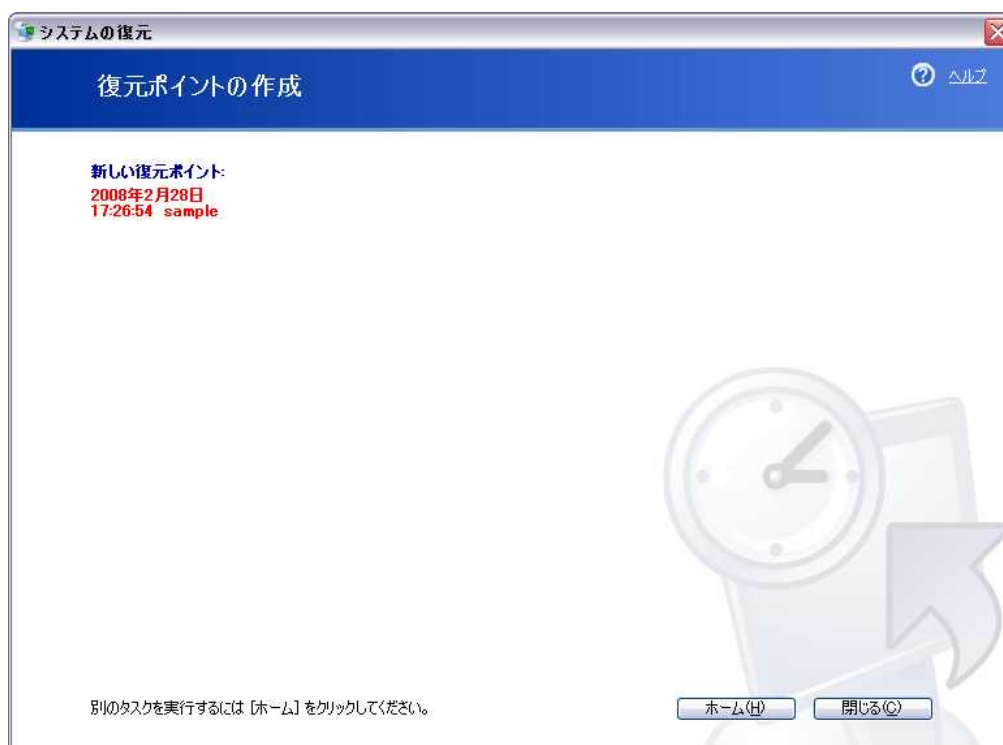 システムの復元
復元ポイントの作成
ヘルプ
新しい復元ポイント:
2008年2月28日
17:26:54 sample
別のタスクを実行するには [ホーム] をクリックしてください。
ホーム(H)
閉じる(C)